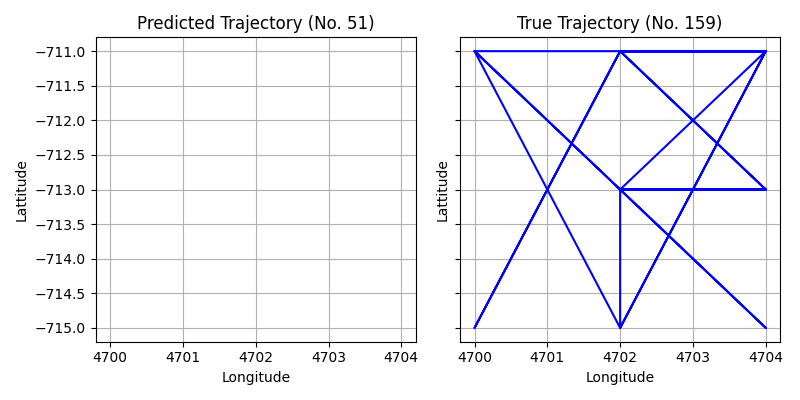 Predicted Trajectory (No. 51)
True Trajectory (No. 159)
−711.0
−711.5
−712.0
−712.5
−713.0
−713.5
−714.0
−714.5
−715.0
Lattitude
Lattitude
4700 4701 4702 4703 4704
4700 4701 4702 4703 4704
Longitude
Longitude